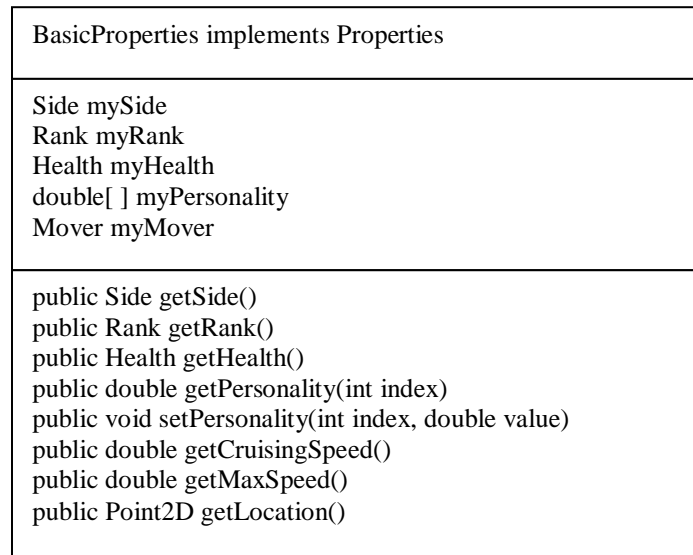 BasicProperties implements Properties
Side mySide
Rank myRank
Health myHealth
double[ ] myPersonality
Mover myMover
public Side getSide()
public Rank getRank()
public Health getHealth()
public double getPersonality(int index)
public void setPersonality(int index, double value)
public double getCruisingSpeed()
public double getMaxSpeed()
public Point2D getLocation()